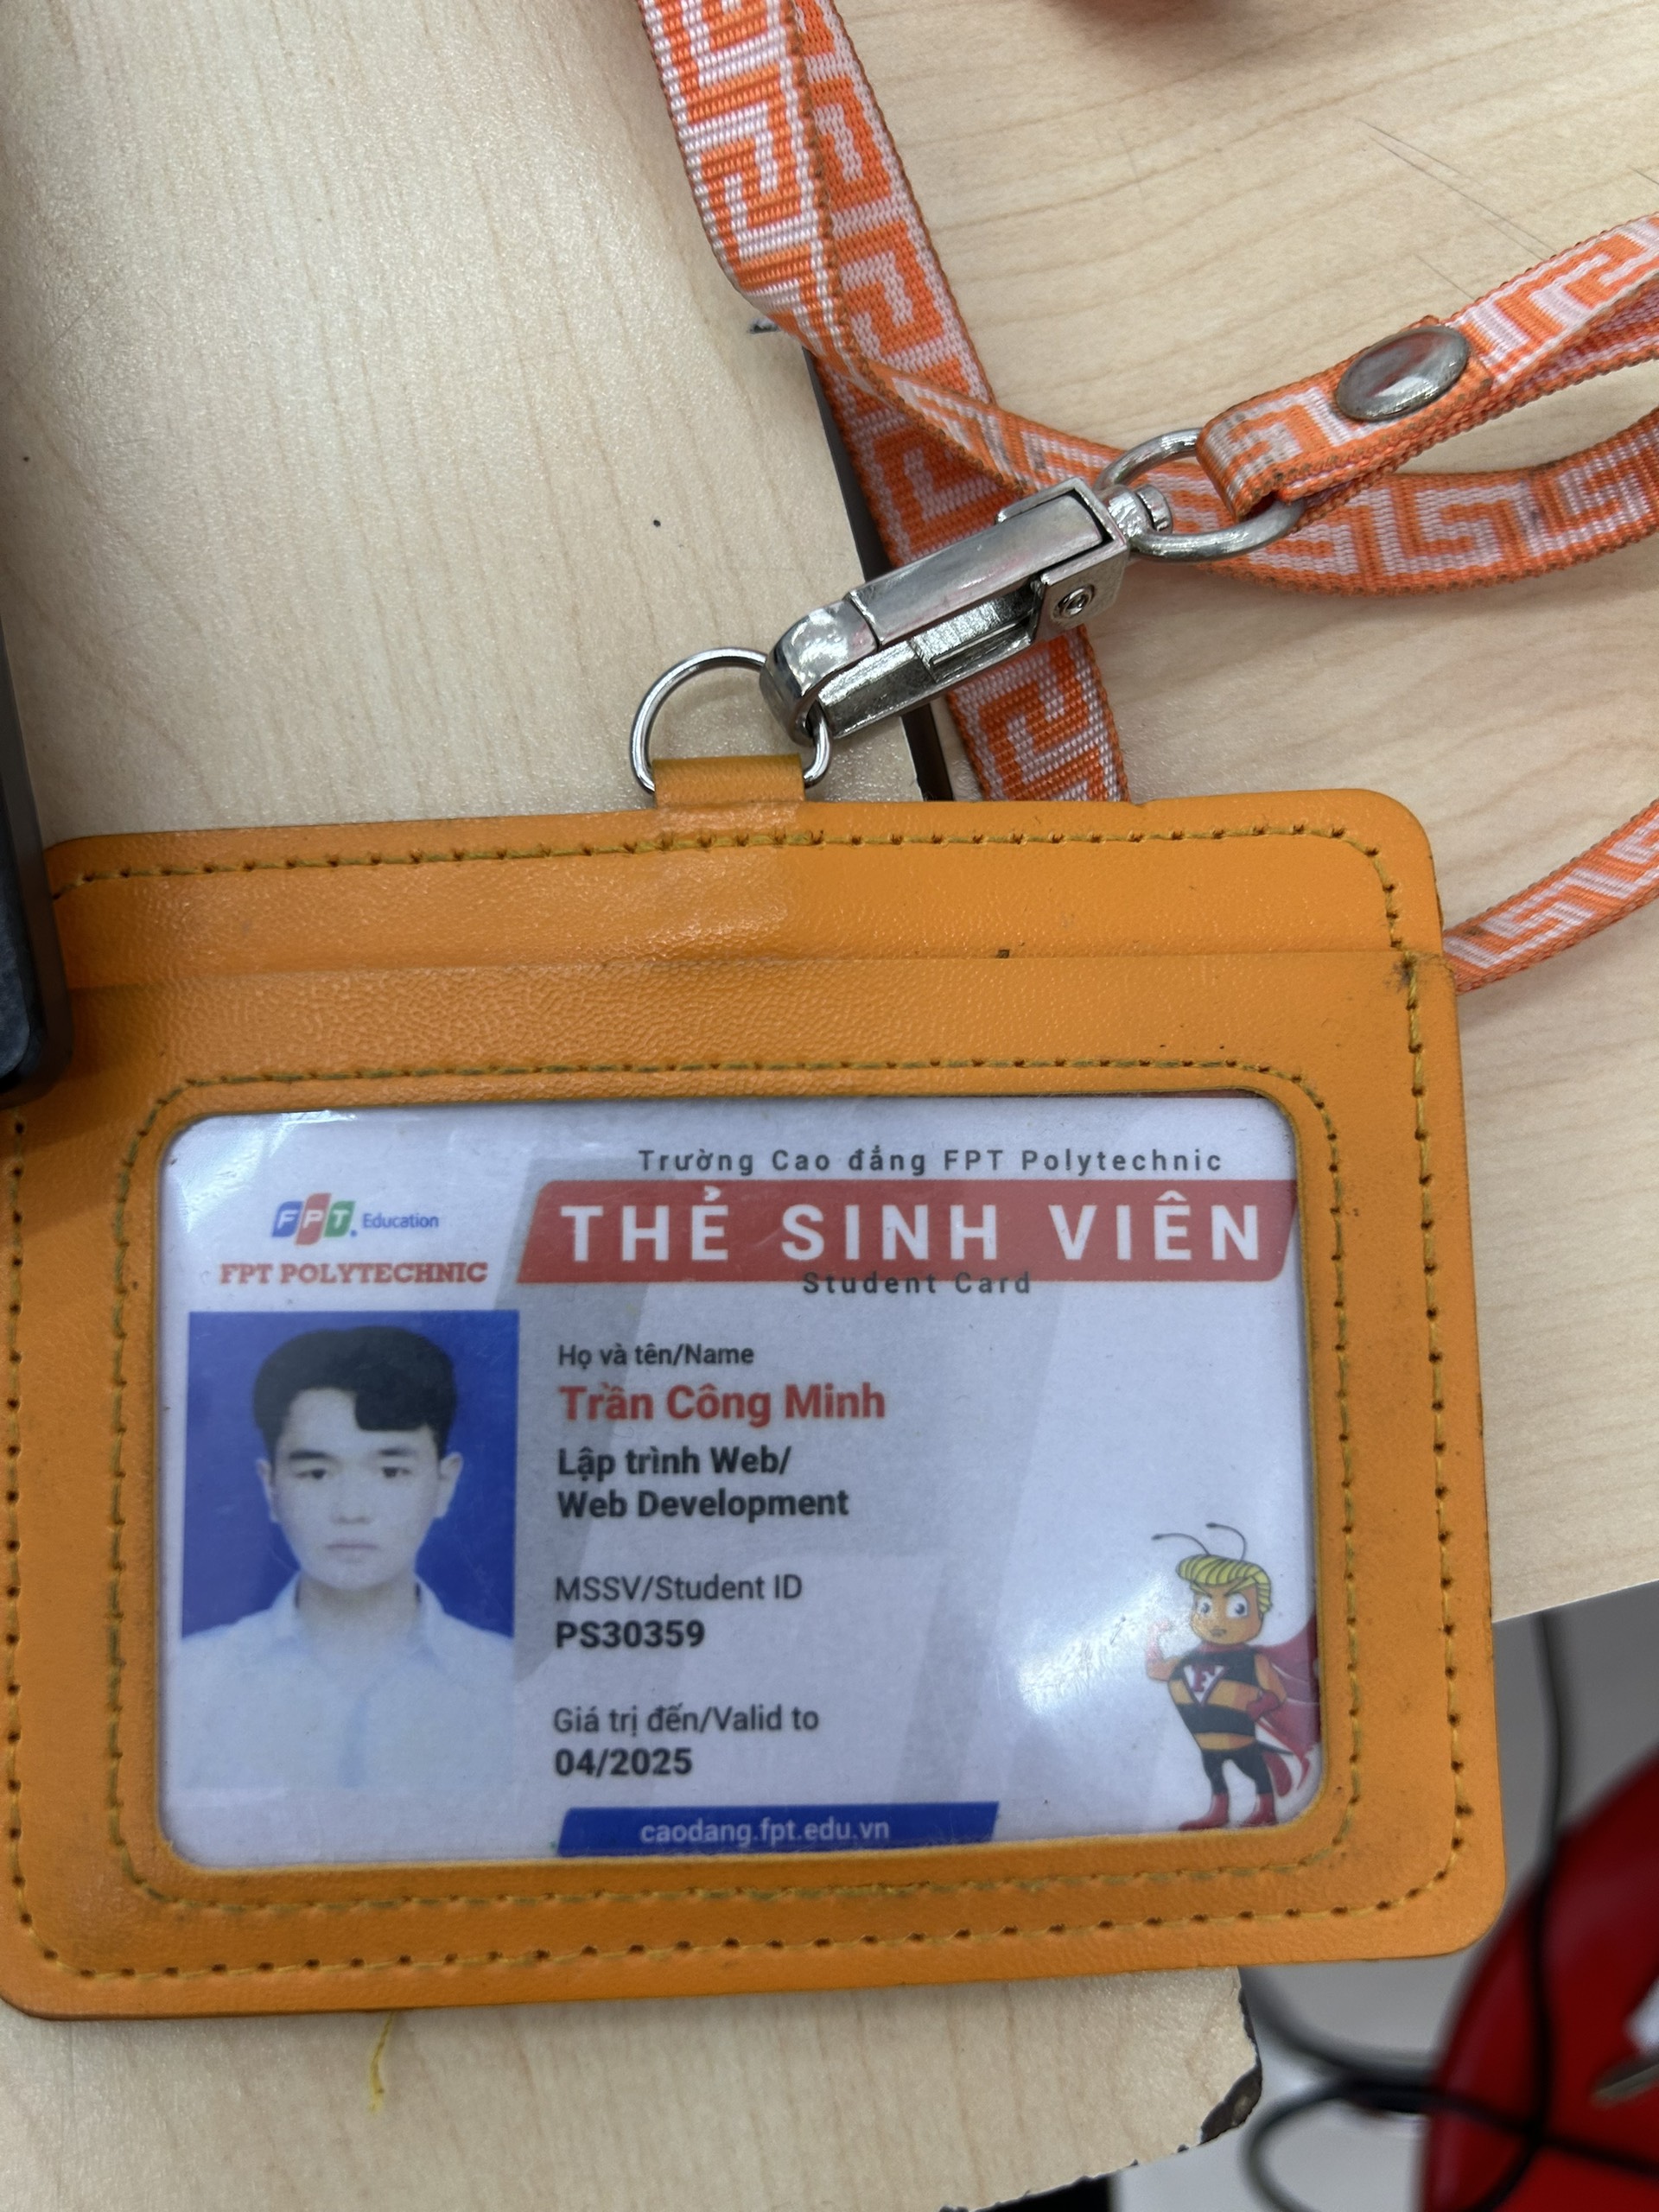 Trường Cao đẳng FPT Polytechnic
FPT Education
THẺ SINH VIÊN
FPT POLYTECHNIC
Student Card
Họ và tên/Name
Trần Công Minh
Lập trình Web/
Web Development
MSSV/Student ID
PS30359
Giá trị đến/Valid to
04/2025
caodang.fpt.edu.vn